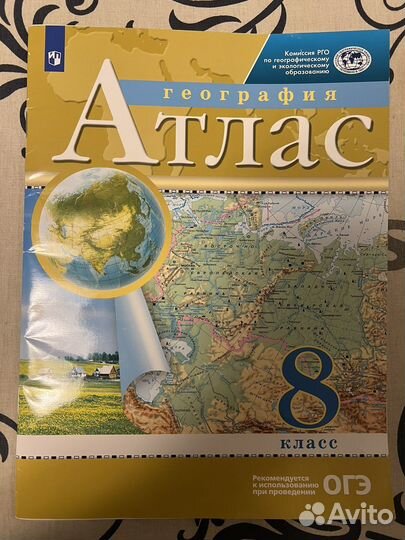 Комиссия РГО
по географическому
и экологическому
образованию
география
Атлас
8
класс
Рекомендуется
к использованию
при проведении
ОГЭ
Avito